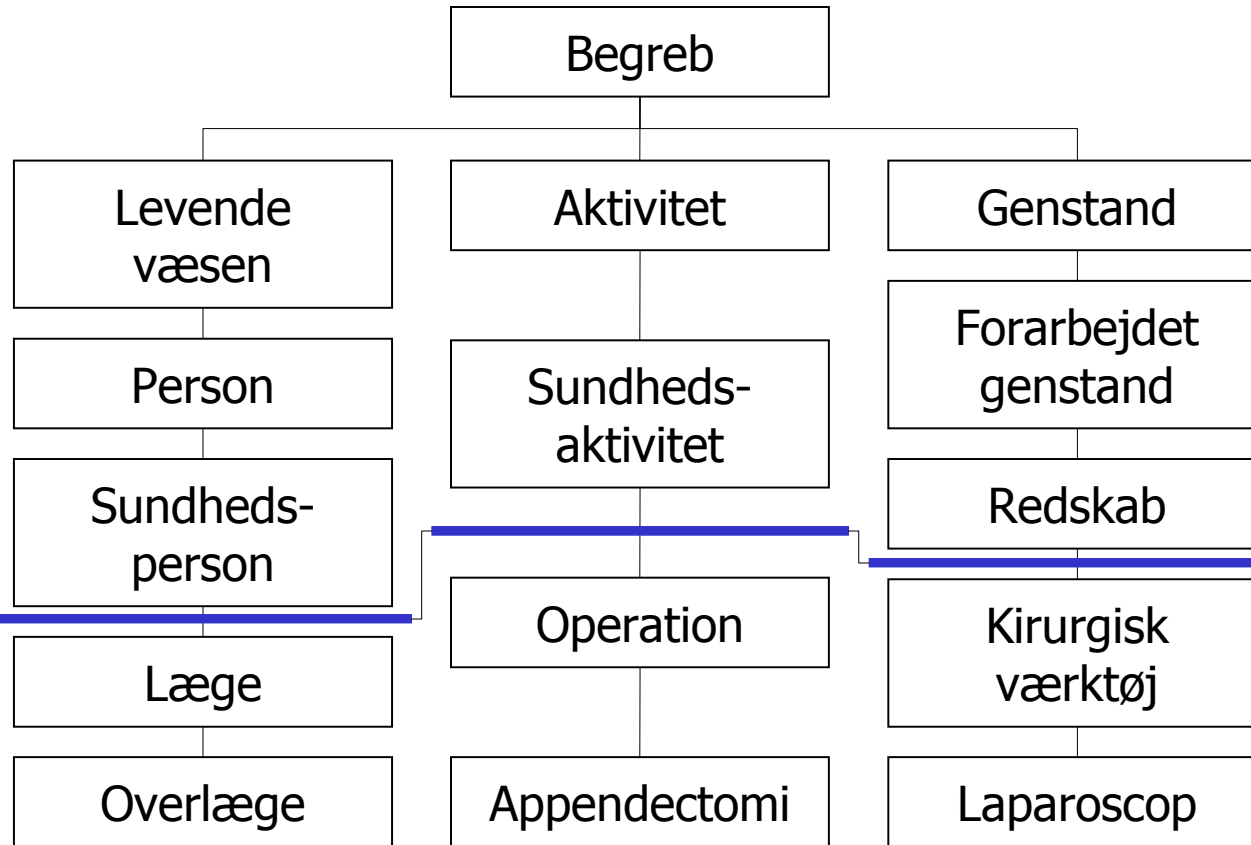 Begreb
Levende
væsen
Aktivitet
Genstand
Person
Sundheds-
aktivitet
Forarbejdet
genstand
Sundheds-
person
Redskab
Læge
Operation
Kirurgisk
værktøj
Overlæge
Appendectomi
Laparoscop